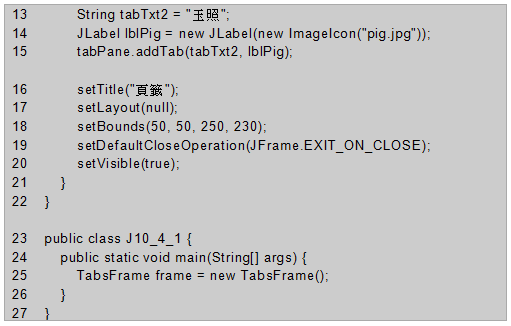 13 String tabTxt2 = "玉照";
14 JLabel lblPig = new JLabel(new ImageIcon("pig.jpg"));
15 tabPane.addTab(tabTxt2, lblPig);
16 setTitle("頁籤");
17 setLayout(null);
18 setBounds(50, 50, 250, 230);
19 setDefaultCloseOperation(JFrame.EXIT_ON_CLOSE);
20 setVisible(true);
21 }
22 }
23 public class J10_4_1 {
24 public static void main(String[] args) {
25 TabsFrame frame = new TabsFrame();
26 }
27 }